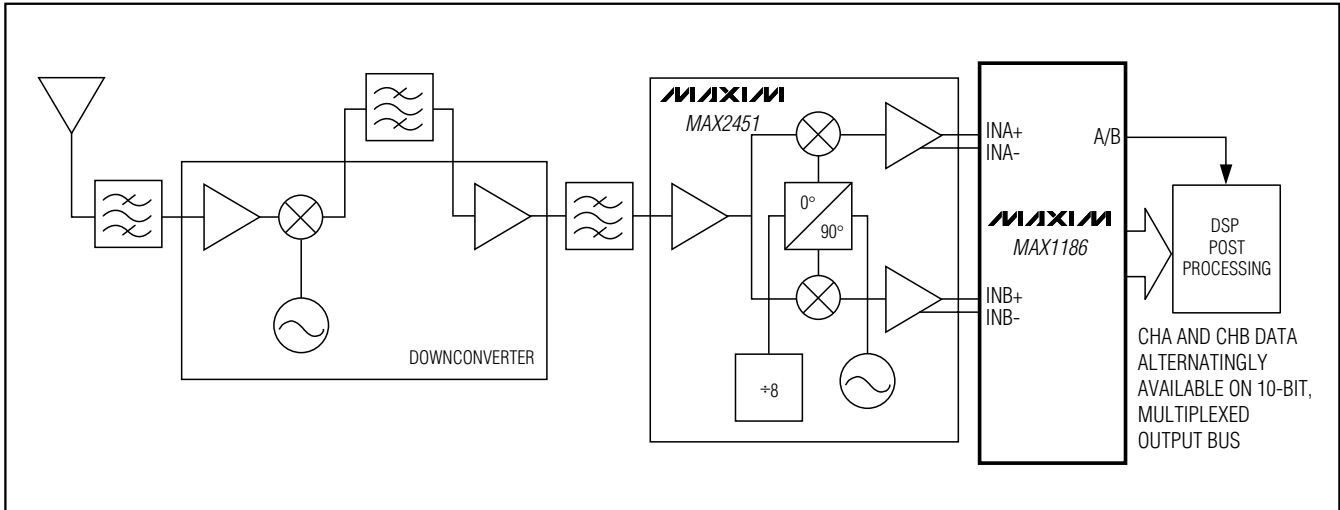 MAXIM
MAX2451
INA+
INA-
A/B
0°
90°
MAXIM
MAX1186
DSP
POST
PROCESSING
INB+
INB-
DOWNCONVERTER
÷8
CHA AND CHB DATA
ALTERNATINGLY
AVAILABLE ON 10-BIT,
MULTIPLEXED
OUTPUT BUS